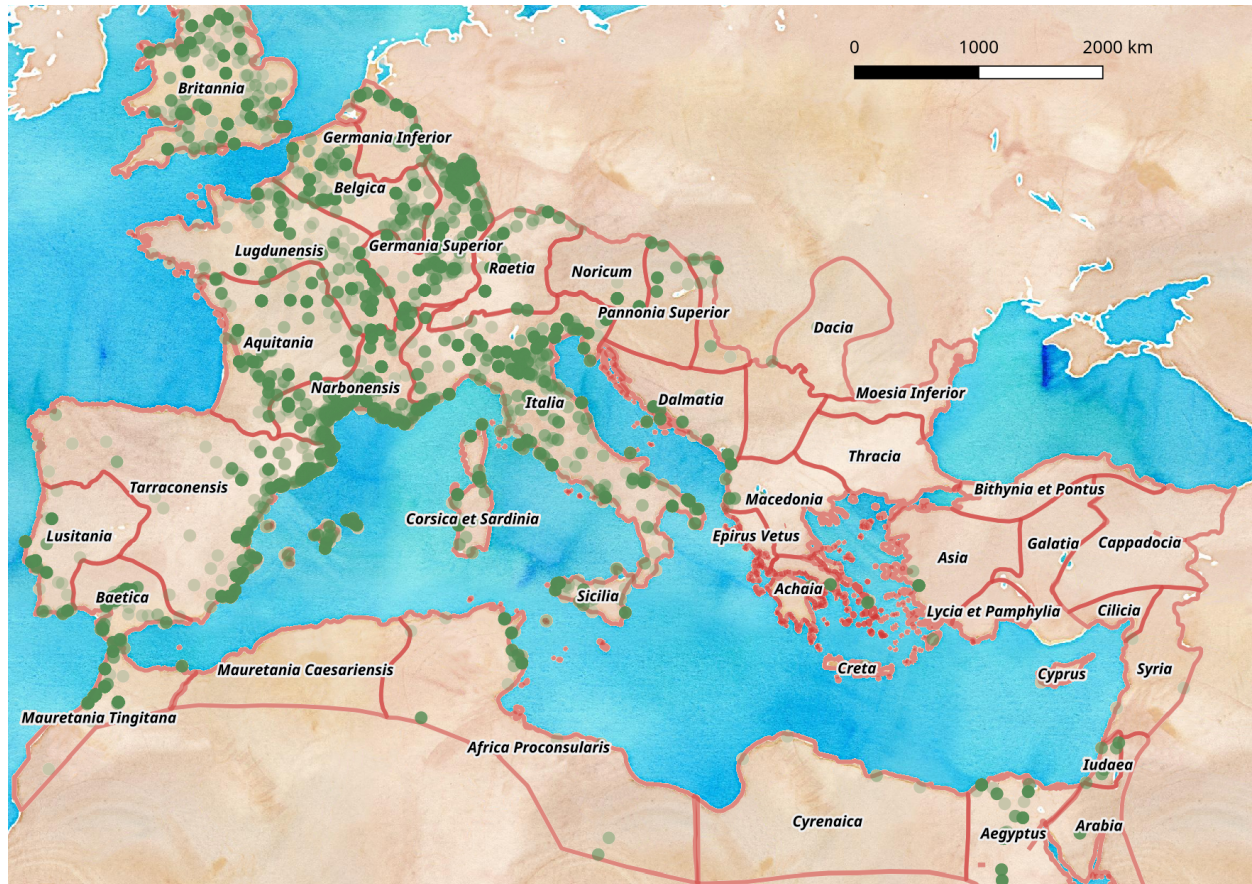 0 1000 2000 km
Britannia
Germania Inferior
Belgica
Lugdunensis
Germania Superior
Raetia
Noricum
Pannonia Superior
Dacia
Aquitania
Narbonensis
Italia
Dalmatia
Moesia Inferior
Thracia
Tarraconensis
Corsica et Sardinia
Macedonia
Bithynia et Pontus
Lusitania
Epirus Vetus
Asia
Galatia
Cappadocia
Baetica
Sicilia
Achaia
Lycia et Pamphylia
Cilicia
Mauretania Caesariensis
Creta
Cyprus
Syria
Mauretania Tingitana
Africa Proconsularis
Iudaea
Cyrenaica
Aegyptus
Arabia